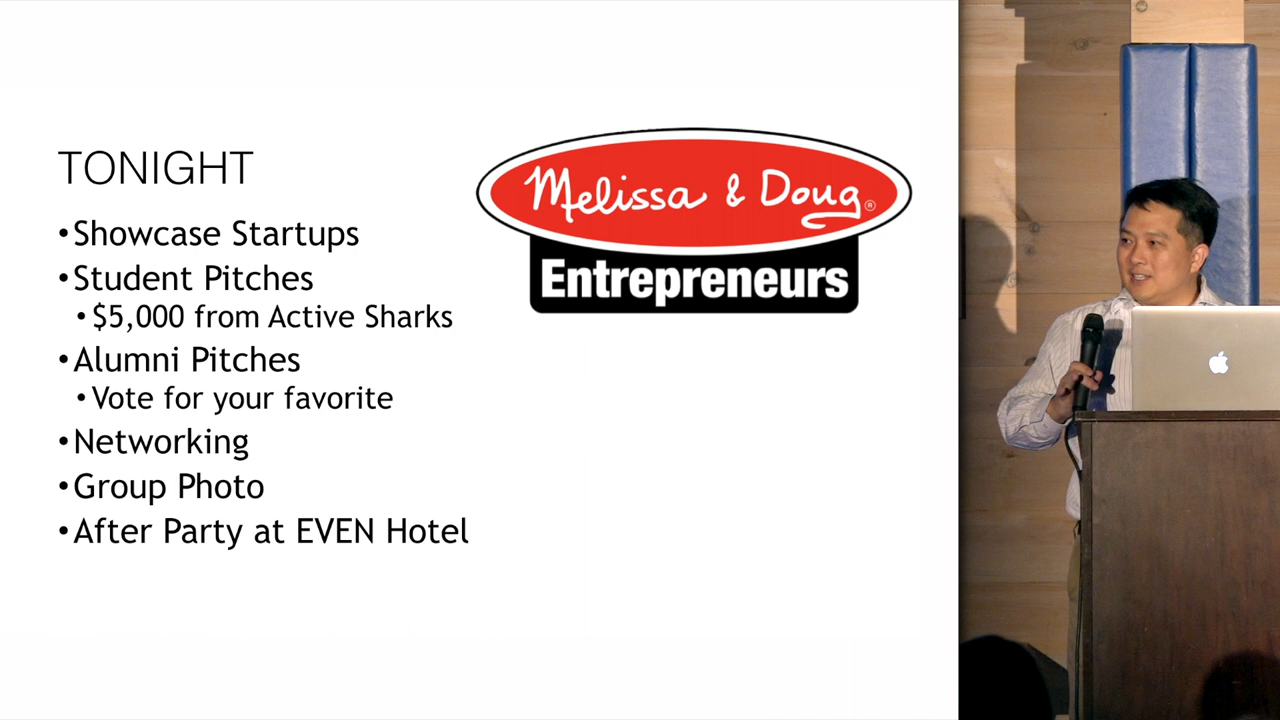 TONIGHT
•Showcase Startups
•Student Pitches
•$5,000 from Active Sharks
•Alumni Pitches
•Vote for your favorite
•Networking
•Group Photo
•After Party at EVEN Hotel
Melissa & Doug®
Entrepreneurs